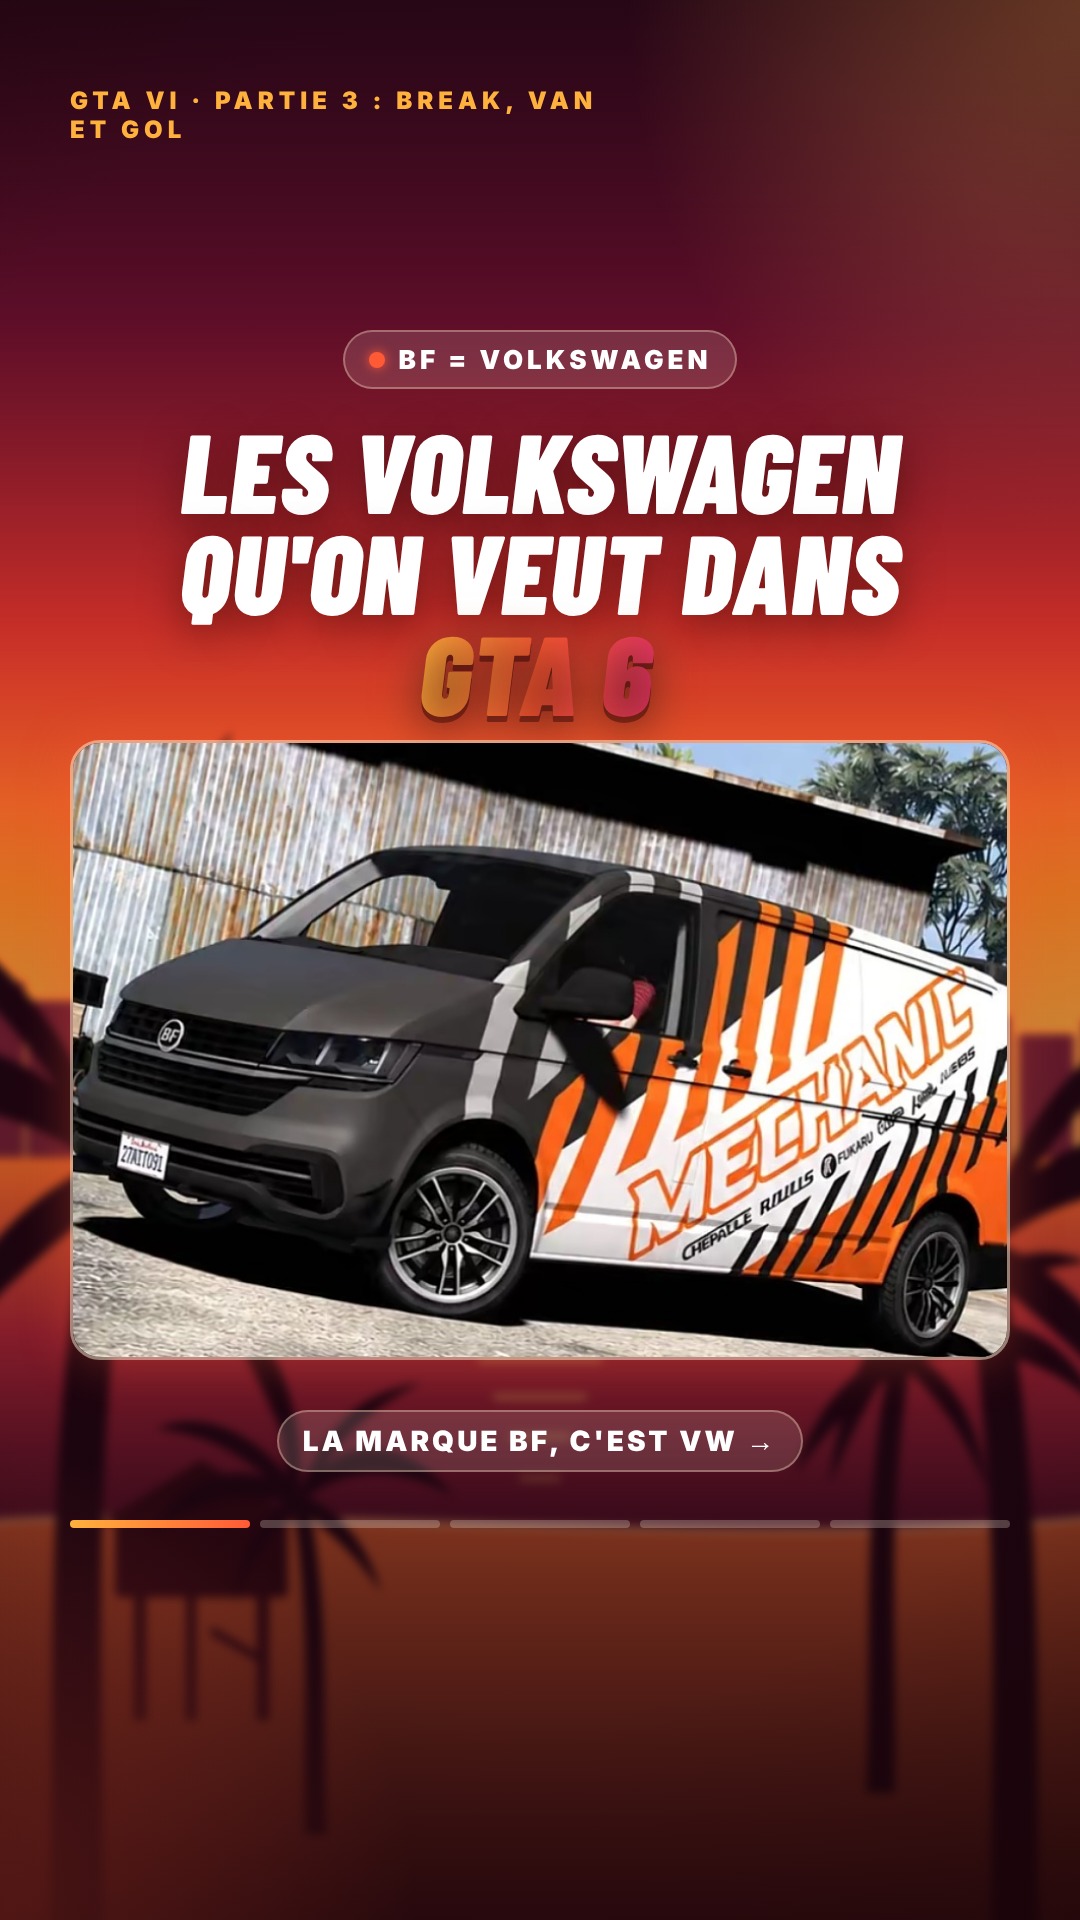 GTA VI · PARTIE 3 : BREAK, VAN
ET GOL
BF = VOLKSWAGEN
LES VOLKSWAGEN
QU'ON VEUT DANS
GTA 6
BF
27AIT091
MECHANIC
CHEPALLE
FUKARU
LA MARQUE BF, C'EST VW →